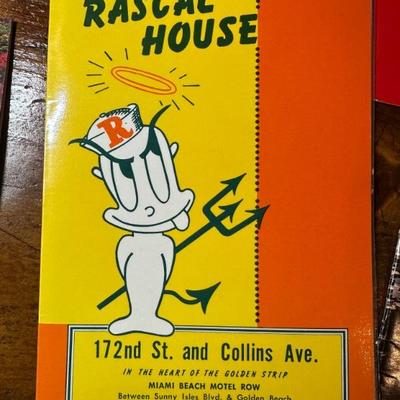 RASCAL
HOUSE
R
172nd St. and Collins Ave.
IN THE HEART OF THE GOLDEN STRIP
MIAMI BEACH MOTEL ROW
Between Sunny Isles Blvd. & Golden Beach